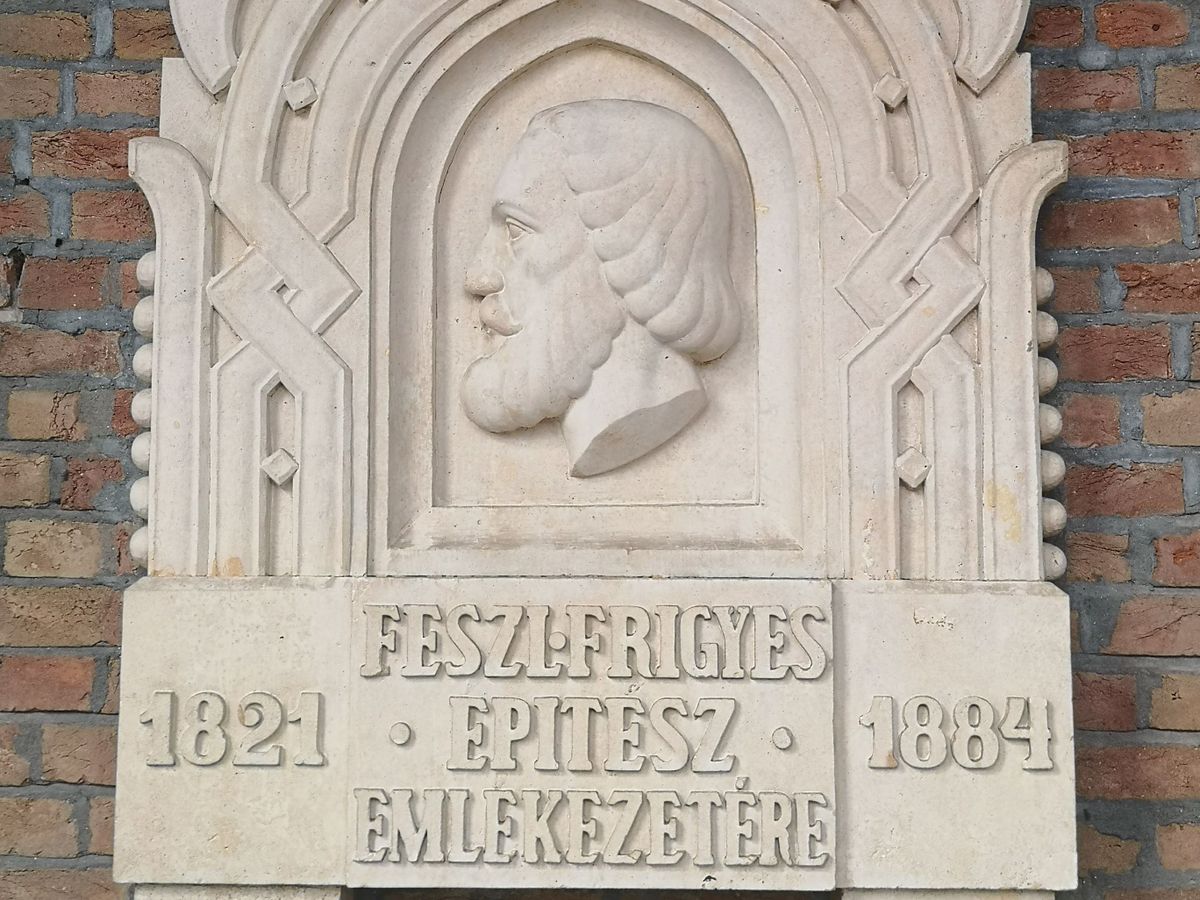 FESZL·FRIGYES
1821 · EPITÉSZ · 1884
EMLÉKEZETÉRE